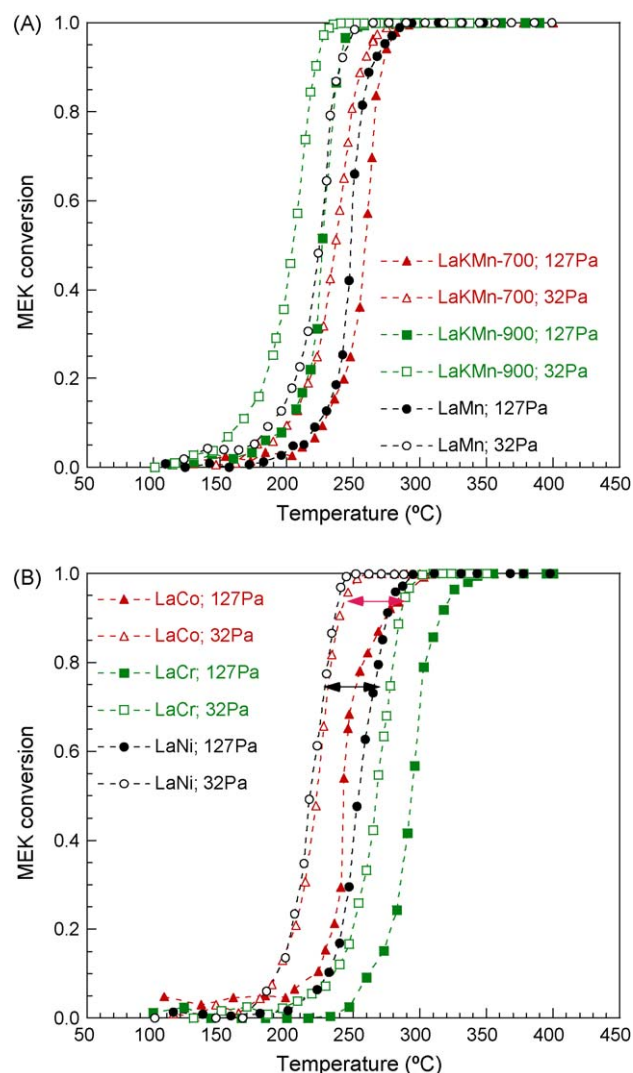 (A)
1.0
0.8
0.6
0.4
0.2
0.0
MEK conversion
LaKMn-700; 127Pa
LaKMn-700; 32Pa
LaKMn-900; 127Pa
LaKMn-900; 32Pa
LaMn; 127Pa
LaMn; 32Pa
50 100 150 200 250 300 350 400 450
Temperature (ºC)
(B)
1.0
0.8
0.6
0.4
0.2
0.0
MEK conversion
LaCo; 127Pa
LaCo; 32Pa
LaCr; 127Pa
LaCr; 32Pa
LaNi; 127Pa
LaNi; 32Pa
50 100 150 200 250 300 350 400 450
Temperature (ºC)